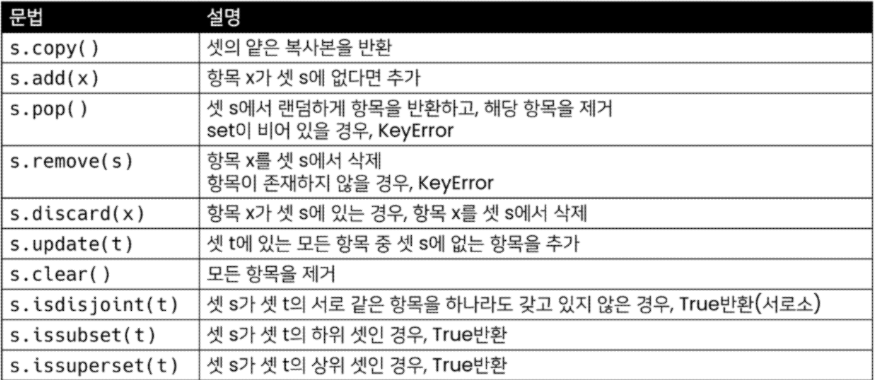 문법 설명
s.copy() 셋의 얕은 복사본을 반환
s.add(x) 항목 x가 셋 s에 없다면 추가
s.pop() 셋 s에서 랜덤하게 항목을 반환하고, 해당 항목을 제거
set이 비어 있을 경우, KeyError
s.remove(s) 항목 x를 셋 s에서 삭제
항목이 존재하지 않을 경우, KeyError
s.discard(x) 항목 x가 셋 s에 있는 경우, 항목 x를 셋 s에서 삭제
s.update(t) 셋 t에 있는 모든 항목 중 셋 s에 없는 항목을 추가
s.clear() 모든 항목을 제거
s.isdisjoint(t) 셋 s가 셋 t의 서로 같은 항목을 하나라도 갖고 있지 않은 경우, True반환(서로소)
s.issubset(t) 셋 s가 셋 t의 하위 셋인 경우, True반환
s.issuperset(t) 셋 s가 셋 t의 상위 셋인 경우, True반환